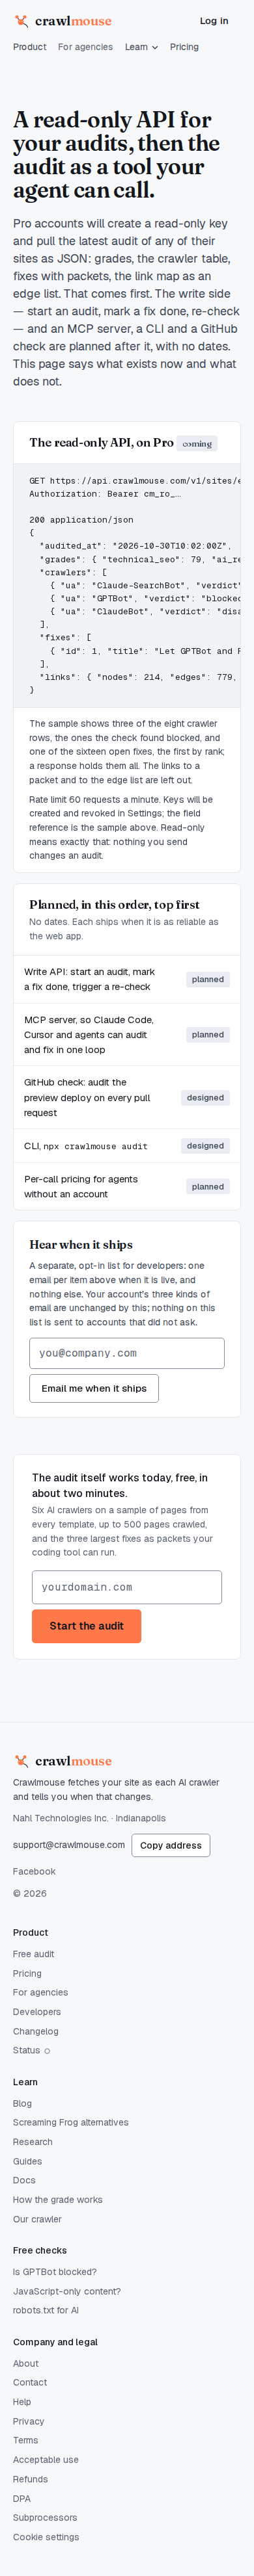 crawlmouse
Log in
Product
For agencies
Learn
Pricing
A read-only API for
your audits, then the
audit as a tool your
agent can call.
Pro accounts will create a read-only key
and pull the latest audit of any of their
sites as JSON: grades, the crawler table,
fixes with packets, the link map as an
edge list. That comes first. The write side
— start an audit, mark a fix done, re-check
— and an MCP server, a CLI and a GitHub
check are planned after it, with no dates.
This page says what exists now and what
does not.
The read-only API, on Pro coming
GET https://api.crawlmouse.com/v1/sites/e
Authorization: Bearer cm_ro_…
200 application/json
{
"audited_at": "2026-10-30T10:02:00Z",
"grades": { "technical_seo": 79, "ai_re
"crawlers": [
{ "ua": "Claude-SearchBot", "verdict"
{ "ua": "GPTBot", "verdict": "blocked
{ "ua": "ClaudeBot", "verdict": "disa
],
"fixes": [
{ "id": 1, "title": "Let GPTBot and P
],
"links": { "nodes": 214, "edges": 779,
}
The sample shows three of the eight crawler
rows, the ones the check found blocked, and
one of the sixteen open fixes, the first by rank;
a response holds them all. The links to a
packet and to the edge list are left out.
Rate limit 60 requests a minute. Keys will be
created and revoked in Settings; the field
reference is the sample above. Read-only
means exactly that: nothing you send
changes an audit.
Planned, in this order, top first
No dates. Each ships when it is as reliable as
the web app.
Write API: start an audit, mark
a fix done, trigger a re-check
planned
MCP server, so Claude Code,
Cursor and agents can audit
and fix in one loop
planned
GitHub check: audit the
preview deploy on every pull
request
designed
CLI, npx crawlmouse audit
designed
Per-call pricing for agents
without an account
planned
Hear when it ships
A separate, opt-in list for developers: one
email per item above when it is live, and
nothing else. Your account's three kinds of
email are unchanged by this; nothing on this
list is sent to accounts that did not ask.
you@company.com
Email me when it ships
The audit itself works today, free, in
about two minutes.
Six AI crawlers on a sample of pages from
every template, up to 500 pages crawled,
and the three largest fixes as packets your
coding tool can run.
yourdomain.com
Start the audit
crawlmouse
Crawlmouse fetches your site as each AI crawler
and tells you when that changes.
Nahl Technologies Inc. · Indianapolis
support@crawlmouse.com
Copy address
Facebook
© 2026
Product
Free audit
Pricing
For agencies
Developers
Changelog
Status
Learn
Blog
Screaming Frog alternatives
Research
Guides
Docs
How the grade works
Our crawler
Free checks
Is GPTBot blocked?
JavaScript-only content?
robots.txt for AI
Company and legal
About
Contact
Help
Privacy
Terms
Acceptable use
Refunds
DPA
Subprocessors
Cookie settings